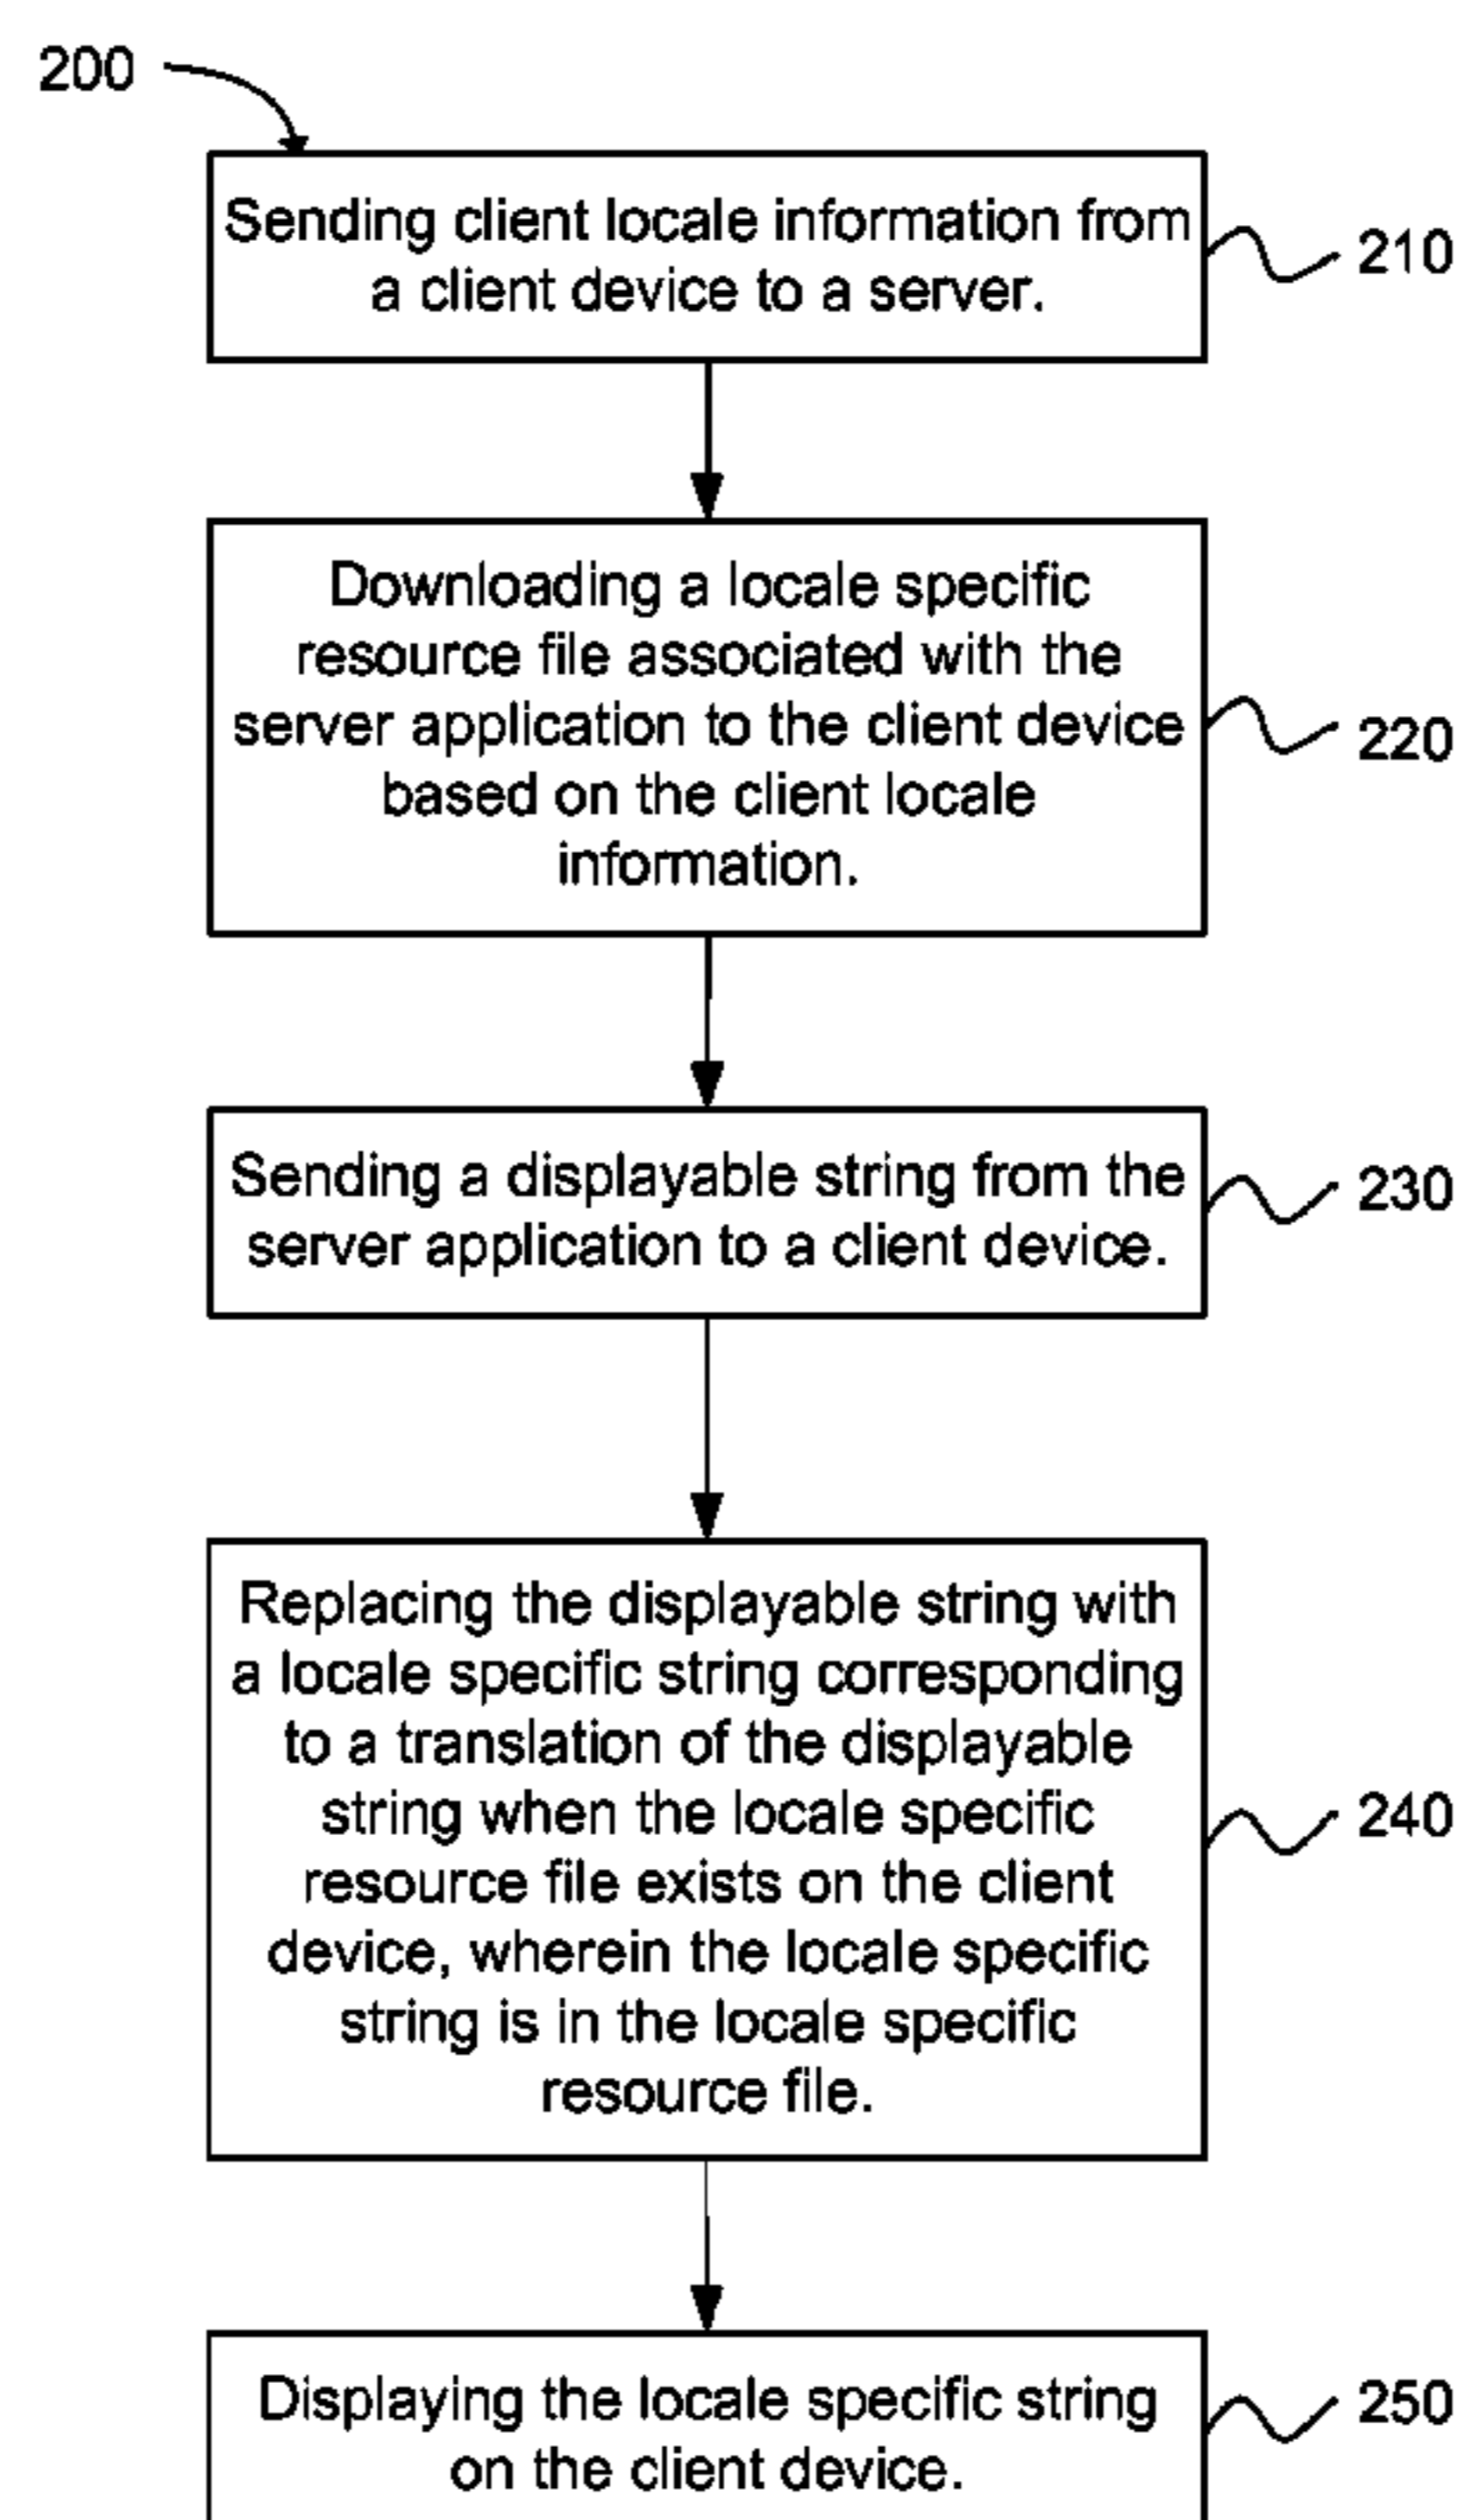 200
Sending client locale information from
a client device to a server.
210
Downloading a locale specific
resource file associated with the
server application to the client device
based on the client locale
information.
220
Sending a displayable string from the
server application to a client device.
230
Replacing the displayable string with
a locale specific string corresponding
to a translation of the displayable
string when the locale specific
resource file exists on the client
device, wherein the locale specific
string is in the locale specific
resource file.
240
Displaying the locale specific string
on the client device.
250